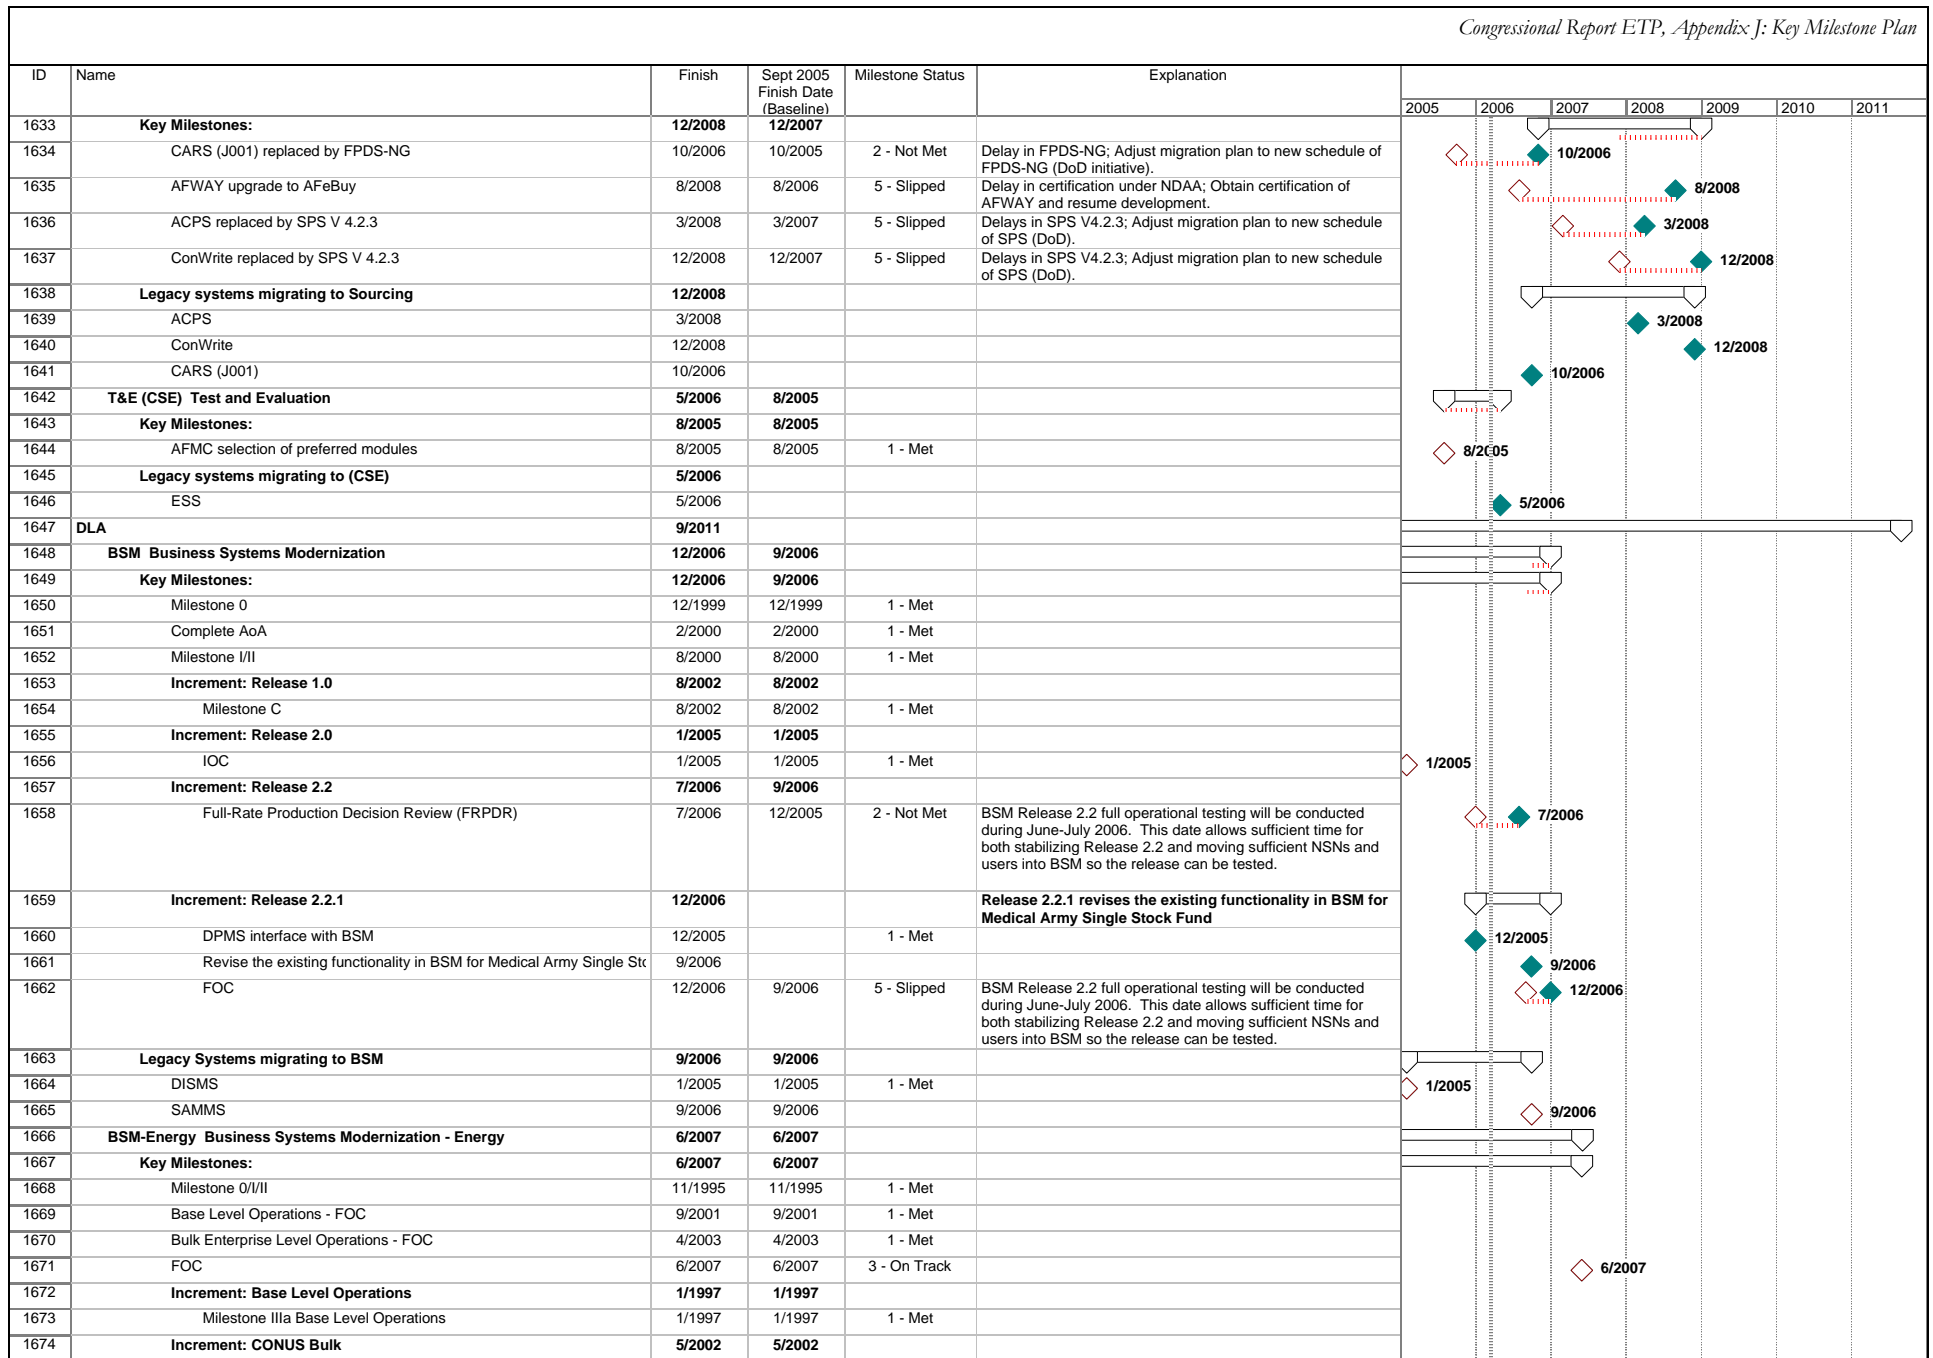 Congressional Report ETP, Appendix J: Key Milestone Plan
ID Name Finish Sept 2005 Milestone Status Explanation
Finish Date
(Baseline) 2005 2006 2007 2008 2009 2010 2011
1633 Key Milestones: 12/2008 12/2007
1634 CARS (J001) replaced by FPDS-NG 10/2006 10/2005 2 - Not Met Delay in FPDS-NG; Adjust migration plan to new schedule of 10/2006
FPDS-NG (DoD initiative).
1635 AFWAY upgrade to AFeBuy 8/2008 8/2006 5 - Slipped Delay in certification under NDAA; Obtain certification of 8/2008
AFWAY and resume development.
1636 ACPS replaced by SPS V 4.2.3 3/2008 3/2007 5 - Slipped Delays in SPS V4.2.3; Adjust migration plan to new schedule 3/2008
of SPS (DoD).
1637 ConWrite replaced by SPS V 4.2.3 12/2008 12/2007 5 - Slipped Delays in SPS V4.2.3; Adjust migration plan to new schedule 12/2008
of SPS (DoD).
1638 Legacy systems migrating to Sourcing 12/2008
1639 ACPS 3/2008 3/2008
1640 ConWrite 12/2008 12/2008
1641 CARS (J001) 10/2006 10/2006
1642 T&E (CSE) Test and Evaluation 5/2006 8/2005
1643 Key Milestones: 8/2005 8/2005
1644 AFMC selection of preferred modules 8/2005 8/2005 1 - Met 8/2005
1645 Legacy systems migrating to (CSE) 5/2006
1646 ESS 5/2006 5/2006
1647 DLA 9/2011
1648 BSM Business Systems Modernization 12/2006 9/2006
1649 Key Milestones: 12/2006 9/2006
1650 Milestone 0 12/1999 12/1999 1 - Met
1651 Complete AoA 2/2000 2/2000 1 - Met
1652 Milestone I/II 8/2000 8/2000 1 - Met
1653 Increment: Release 1.0 8/2002 8/2002
1654 Milestone C 8/2002 8/2002 1 - Met
1655 Increment: Release 2.0 1/2005 1/2005
1656 IOC 1/2005 1/2005 1 - Met 1/2005
1657 Increment: Release 2.2 7/2006 9/2006
1658 Full-Rate Production Decision Review (FRPDR) 7/2006 12/2005 2 - Not Met BSM Release 2.2 full operational testing will be conducted 7/2006
during June-July 2006. This date allows sufficient time for
both stabilizing Release 2.2 and moving sufficient NSNs and
users into BSM so the release can be tested.
1659 Increment: Release 2.2.1 12/2006 Release 2.2.1 revises the existing functionality in BSM for
Medical Army Single Stock Fund
1660 DPMS interface with BSM 12/2005 1 - Met 12/2005
1661 Revise the existing functionality in BSM for Medical Army Single Stc 9/2006 9/2006
1662 FOC 12/2006 9/2006 5 - Slipped BSM Release 2.2 full operational testing will be conducted 12/2006
during June-July 2006. This date allows sufficient time for
both stabilizing Release 2.2 and moving sufficient NSNs and
users into BSM so the release can be tested.
1663 Legacy Systems migrating to BSM 9/2006 9/2006
1664 DISMS 1/2005 1/2005 1 - Met 1/2005
1665 SAMMS 9/2006 9/2006 9/2006
1666 BSM-Energy Business Systems Modernization - Energy 6/2007 6/2007
1667 Key Milestones: 6/2007 6/2007
1668 Milestone 0/I/II 11/1995 11/1995 1 - Met
1669 Base Level Operations - FOC 9/2001 9/2001 1 - Met
1670 Bulk Enterprise Level Operations - FOC 4/2003 4/2003 1 - Met
1671 FOC 6/2007 6/2007 3 - On Track 6/2007
1672 Increment: Base Level Operations 1/1997 1/1997
1673 Milestone IIIa Base Level Operations 1/1997 1/1997 1 - Met
1674 Increment: CONUS Bulk 5/2002 5/2002